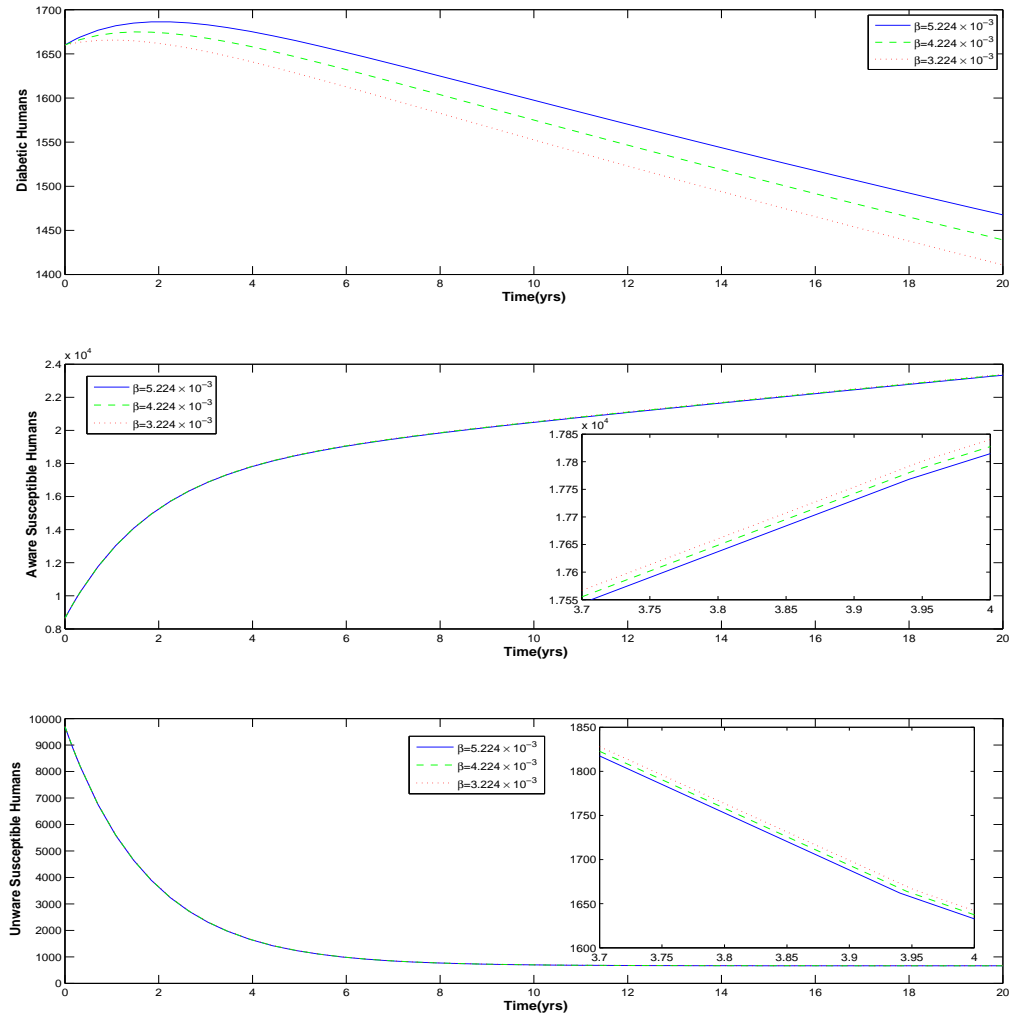 1700
1650
1600
1550
1500
1450
1400
Diabetic Humans
0 2 4 6 8 10 12 14 16 18 20
Time(yrs)
β=5.224 × 10⁻³
β=4.224 × 10⁻³
β=3.224 × 10⁻³
x 10⁴
2.4
2.2
2
1.8
1.6
1.4
1.2
1
0.8
Aware Susceptible Humans
0 2 4 6 8 10 12 14 16 18 20
Time(yrs)
β=5.224 × 10⁻³
β=4.224 × 10⁻³
β=3.224 × 10⁻³
x 10⁴
1.785
1.78
1.775
1.77
1.765
1.76
1.755
3.7 3.75 3.8 3.85 3.9 3.95 4
10000
9000
8000
7000
6000
5000
4000
3000
2000
1000
0
Unware Susceptible Humans
0 2 4 6 8 10 12 14 16 18 20
Time(yrs)
β=5.224 × 10⁻³
β=4.224 × 10⁻³
β=3.224 × 10⁻³
1850
1800
1750
1700
1650
1600
3.7 3.75 3.8 3.85 3.9 3.95 4